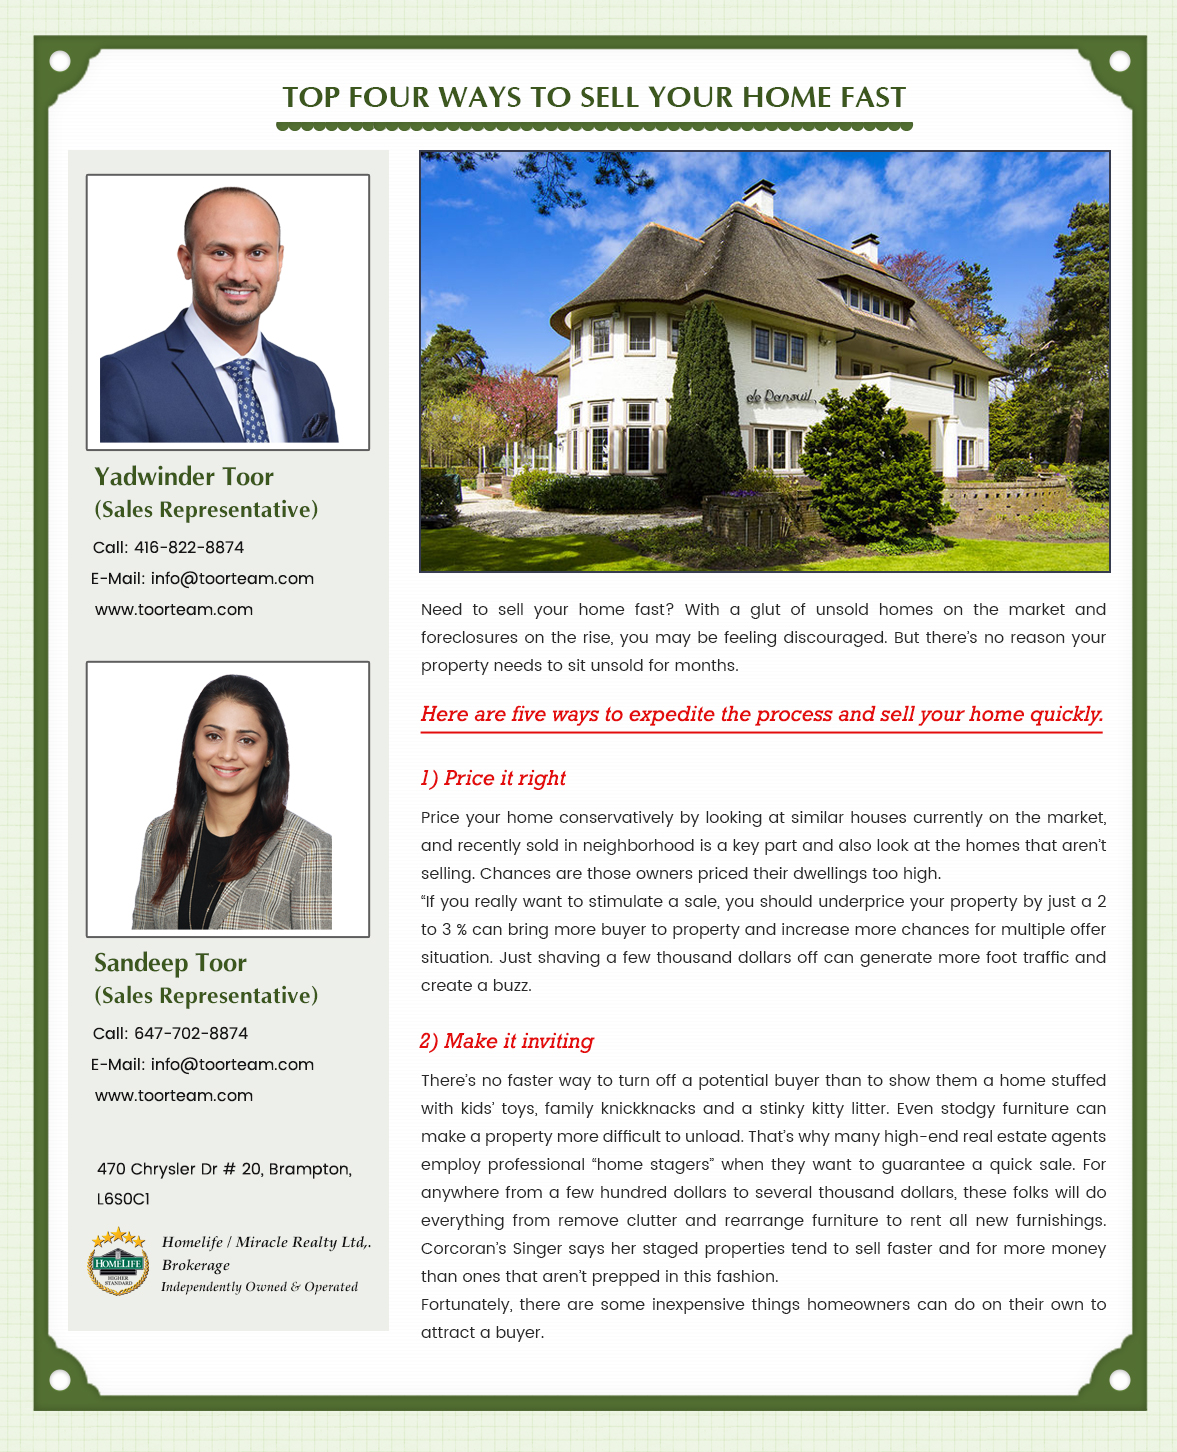 TOP FOUR WAYS TO SELL YOUR HOME FAST
Yadwinder Toor
(Sales Representative)
Call: 416-822-8874
E-Mail: info@toorteam.com
www.toorteam.com
Sandeep Toor
(Sales Representative)
Call: 647-702-8874
E-Mail: info@toorteam.com
www.toorteam.com
470 Chrysler Dr # 20, Brampton,
L6S0C1
HOMELIFE
HIGHER
STANDARD
Homelife / Miracle Realty Ltd,.
Brokerage
Independently Owned & Operated
Need to sell your home fast? With a glut of unsold homes on the market and
foreclosures on the rise, you may be feeling discouraged. But there’s no reason your
property needs to sit unsold for months.
Here are five ways to expedite the process and sell your home quickly.
1) Price it right
Price your home conservatively by looking at similar houses currently on the market,
and recently sold in neighborhood is a key part and also look at the homes that aren’t
selling. Chances are those owners priced their dwellings too high.
“If you really want to stimulate a sale, you should underprice your property by just a 2
to 3 % can bring more buyer to property and increase more chances for multiple offer
situation. Just shaving a few thousand dollars off can generate more foot traffic and
create a buzz.
2) Make it inviting
There’s no faster way to turn off a potential buyer than to show them a home stuffed
with kids’ toys, family knickknacks and a stinky kitty litter. Even stodgy furniture can
make a property more difficult to unload. That’s why many high-end real estate agents
employ professional “home stagers” when they want to guarantee a quick sale. For
anywhere from a few hundred dollars to several thousand dollars, these folks will do
everything from remove clutter and rearrange furniture to rent all new furnishings.
Corcoran’s Singer says her staged properties tend to sell faster and for more money
than ones that aren’t prepped in this fashion.
Fortunately, there are some inexpensive things homeowners can do on their own to
attract a buyer.